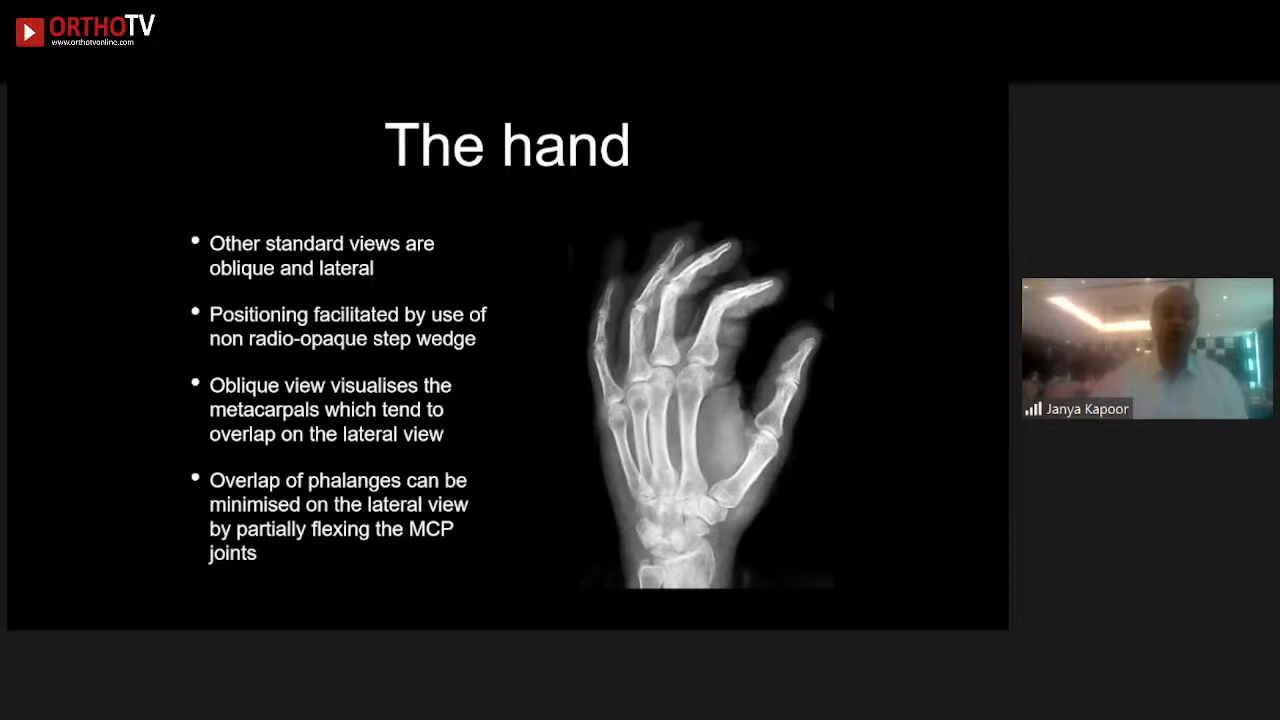 ORTHOTV
www.orthotvonline.com
The hand
• Other standard views are
oblique and lateral
• Positioning facilitated by use of
non radio-opaque step wedge
• Oblique view visualises the
metacarpals which tend to
overlap on the lateral view
• Overlap of phalanges can be
minimised on the lateral view
by partially flexing the MCP
joints
Janya Kapoor